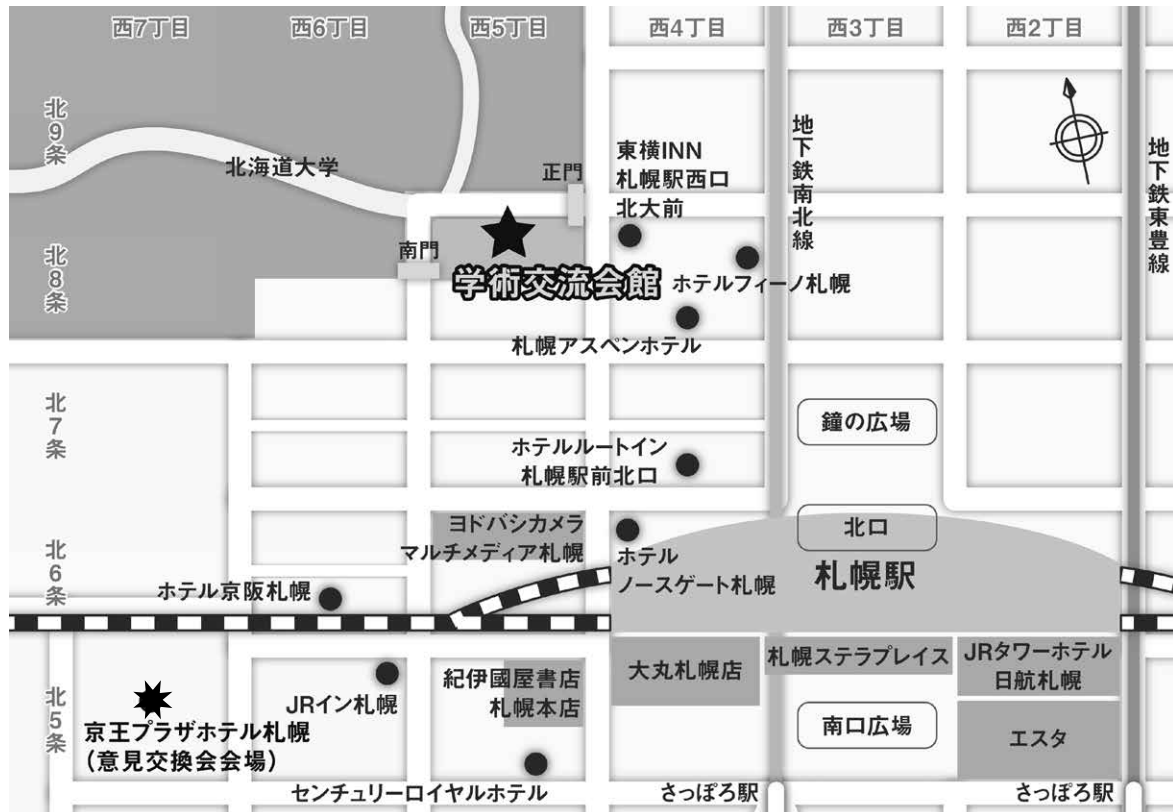 西7丁目
西6丁目
西5丁目
西4丁目
西3丁目
西2丁目
北9条
北海道大学
正門
東横INN
札幌駅西口
北大前
地下鉄南北線
地下鉄東豊線
北8条
南門
学術交流会館
ホテルフィーノ札幌
札幌アスペンホテル
北7条
鐘の広場
ホテルルートイン
札幌駅前北口
ヨドバシカメラ
マルチメディア札幌
北口
北6条
ホテル
ノースゲート札幌
札幌駅
ホテル京阪札幌
北5条
JRイン札幌
紀伊國屋書店
札幌本店
大丸札幌店
札幌ステラプレイス
JRタワーホテル
日航札幌
京王プラザホテル札幌
(意見交換会会場)
南口広場
エスタ
センチュリーロイヤルホテル
さっぽろ駅
さっぽろ駅